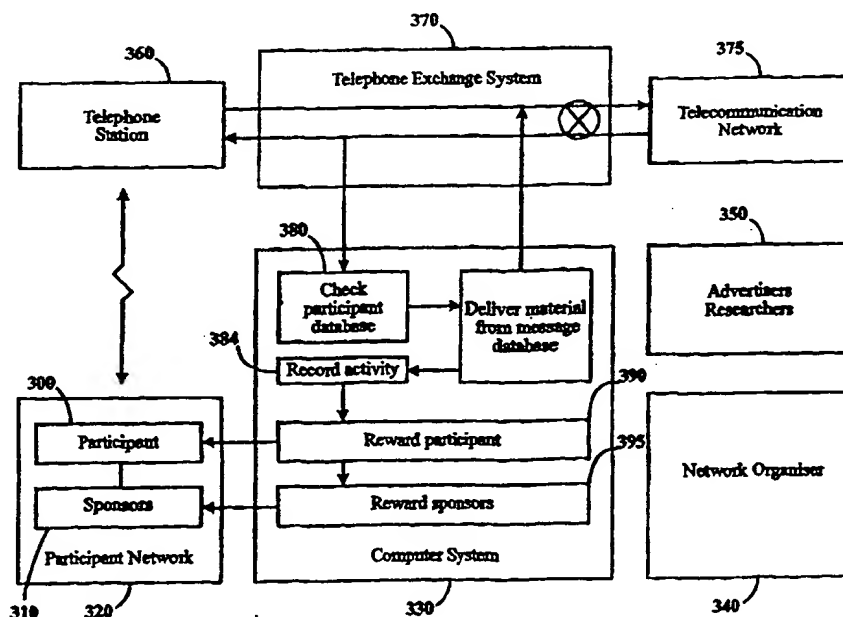 370
360
375
Telephone Exchange System
Telephone
Station
Telecommunication
Network
380
350
Check
participant
database
Deliver material
from message
database
Advertisers
Researchers
384
Record activity
300
390
Participant
Reward participant
395
Sponsors
Reward sponsors
Network Organiser
Participant Network
Computer System
310
320
330
340